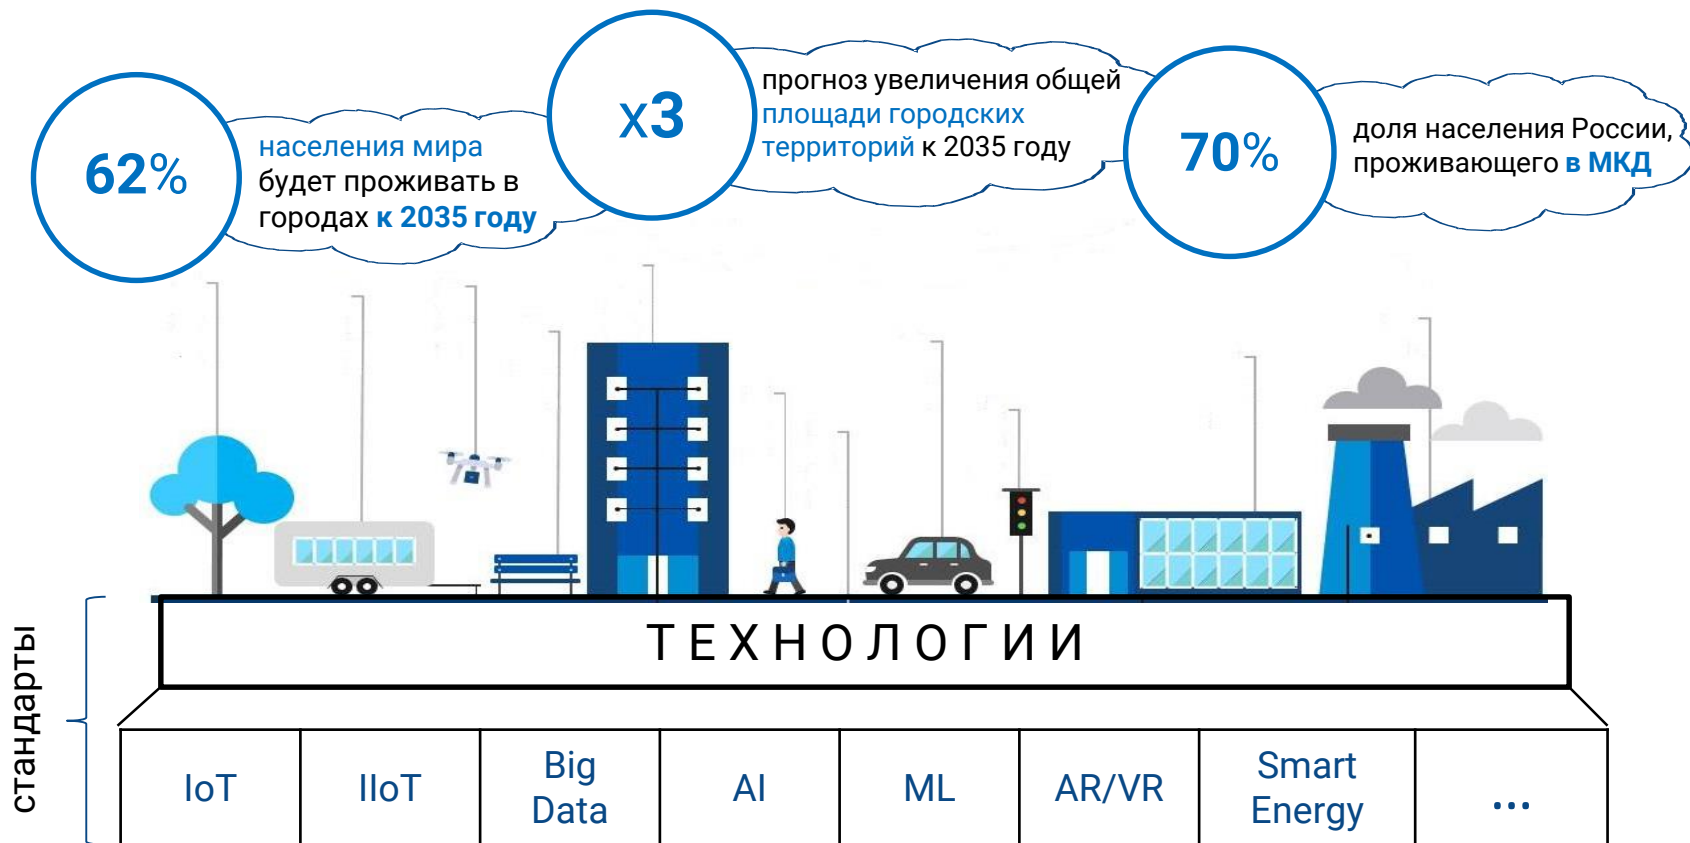 62%
населения мира
будет проживать в
городах к 2035 году
x3
прогноз увеличения общей
площади городских
территорий к 2035 году
70%
доля населения России,
проживающего в МКД
ТЕХНОЛОГИИ
стандарты
IoT
IIoT
Big
Data
AI
ML
AR/VR
Smart
Energy
...